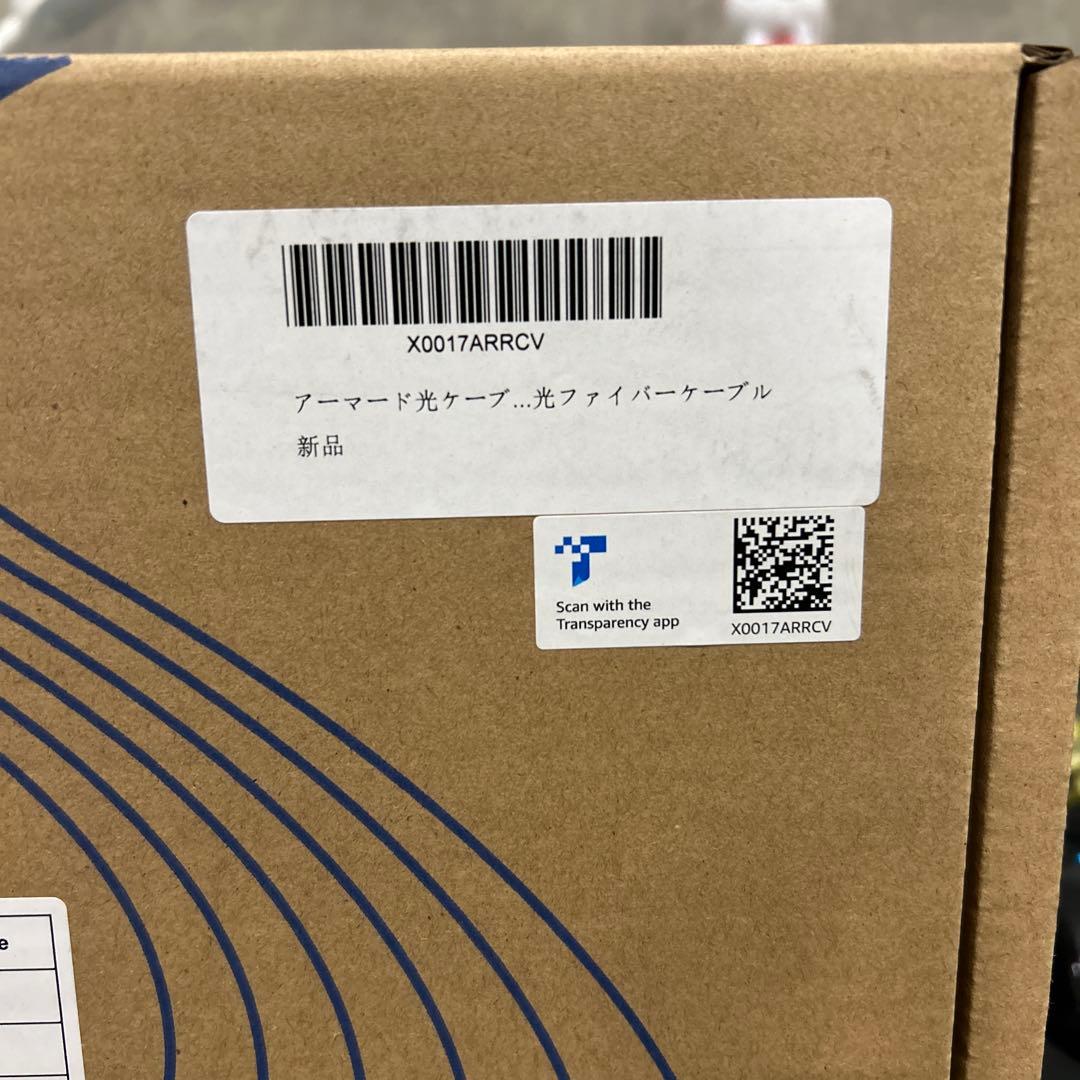 X0017ARRCV
アーマード光ケーブ...光ファイバーケーブル
新品
Scan with the
Transparency app
X0017ARRCV
e